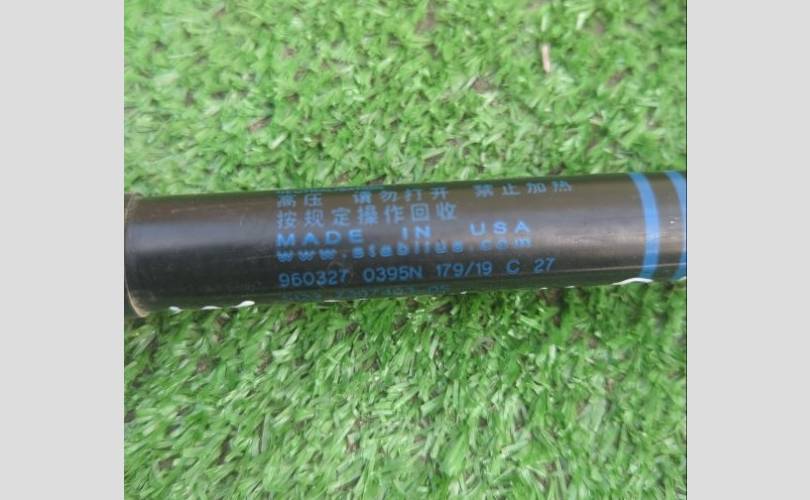 高压 请勿打开 禁止加热
按规定操作回收
MADE IN USA
www.stabilus.com
960327 0395N 179/19 C 27